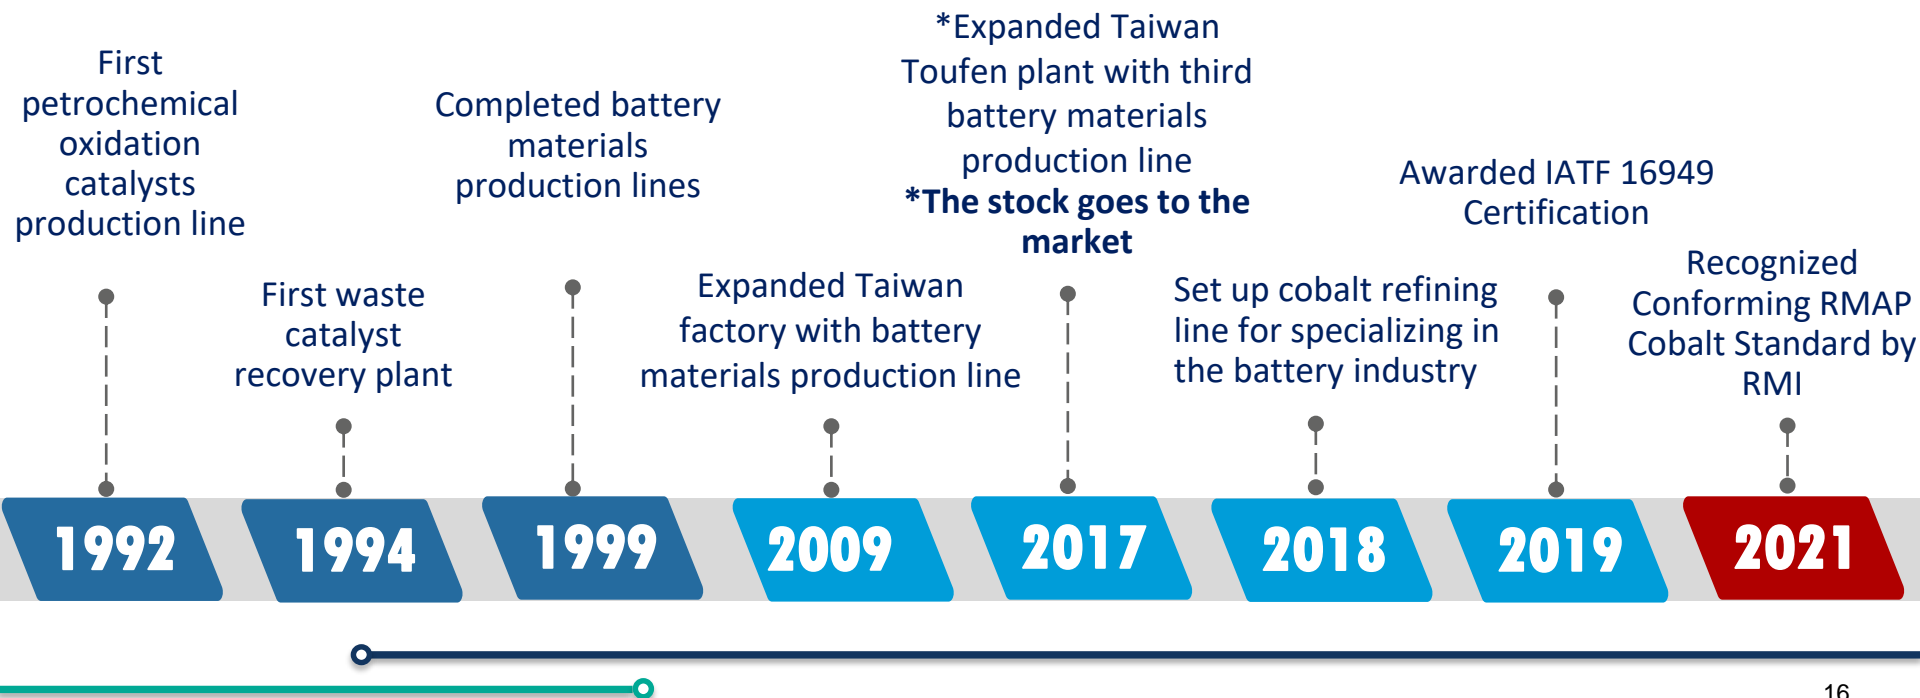 First
petrochemical
oxidation
catalysts
production line
First waste
catalyst
recovery plant
Completed battery
materials
production lines
Expanded Taiwan
factory with battery
materials production line
*Expanded Taiwan
Toufen plant with third
battery materials
production line
*The stock goes to the
market
Set up cobalt refining
line for specializing in
the battery industry
Awarded IATF 16949
Certification
Recognized
Conforming RMAP
Cobalt Standard by
RMI
1992
1994
1999
2009
2017
2018
2019
2021
16